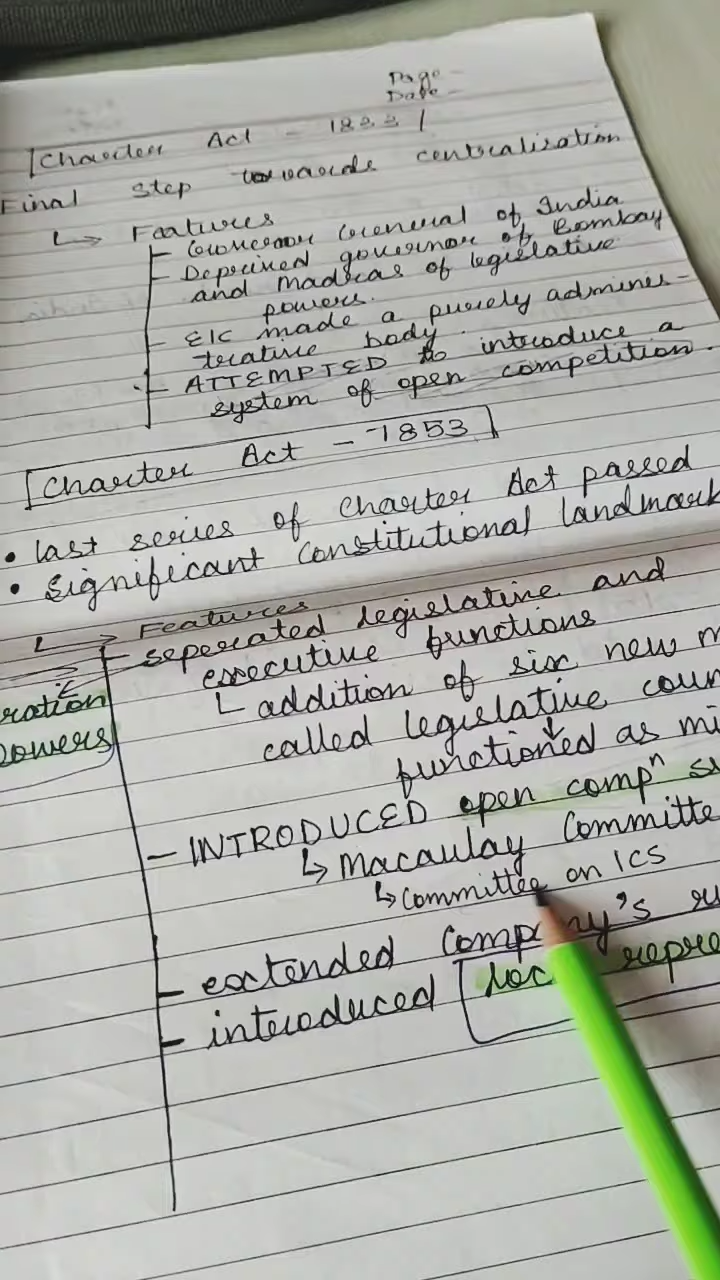 Page -
Date -
[Charter Act - 1833]
Final step towards centralisation
↳ Features
- Governor General of India
- Deprived governor of Bombay
and Madras of legislative
powers.
- EIC made a purely adminis-
trative body.
- ATTEMPTED to introduce a
system of open competition.
[Charter Act - 1853]
• last series of Charter Act passed
• significant constitutional landmark
↳ Features
- seperated legislative and
executive functions
↳ addition of six new m
ration
called legislative coun
powers
functioned as mi
- INTRODUCED open compⁿ s
↳ Macaulay Committe
↳ Committee on ICS
- extended Company's ru
- introduced loc repre